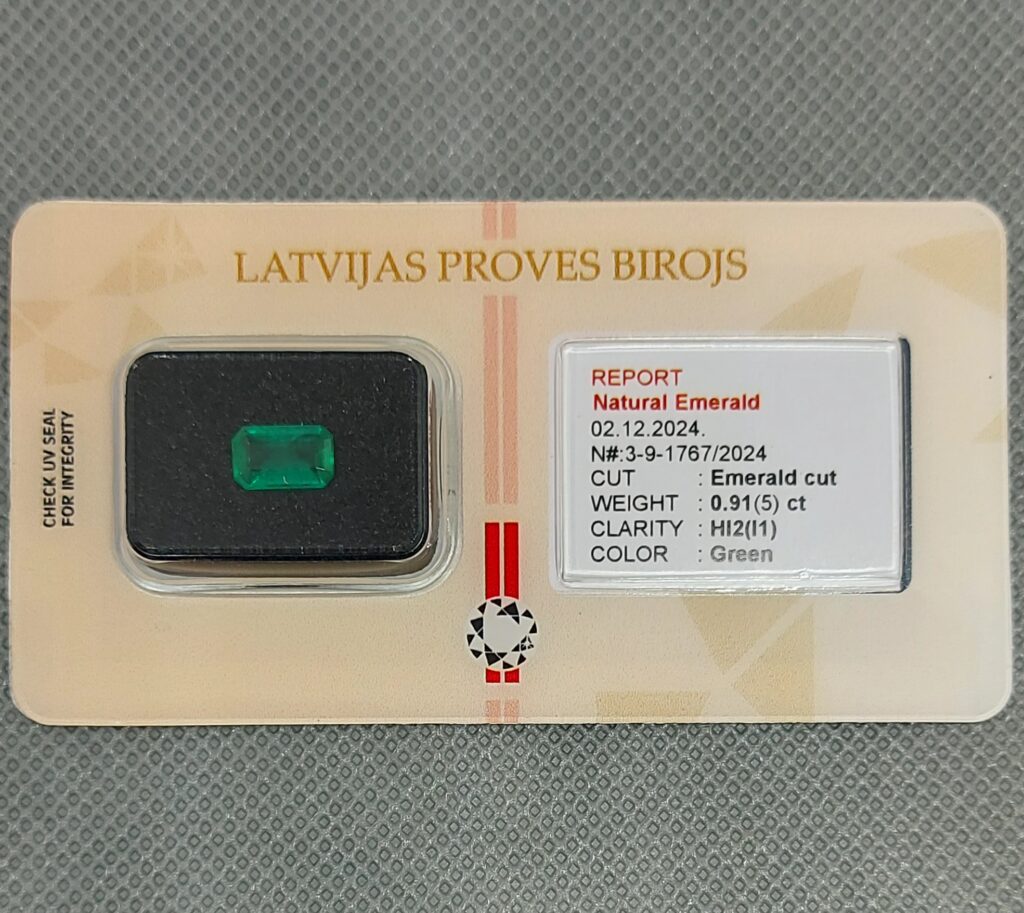 LATVIJAS PROVES BIROJS
CHECK UV SEAL
FOR INTEGRITY
REPORT
Natural Emerald
02.12.2024.
N#:3-9-1767/2024
CUT : Emerald cut
WEIGHT : 0.91(5) ct
CLARITY : HI2(I1)
COLOR : Green